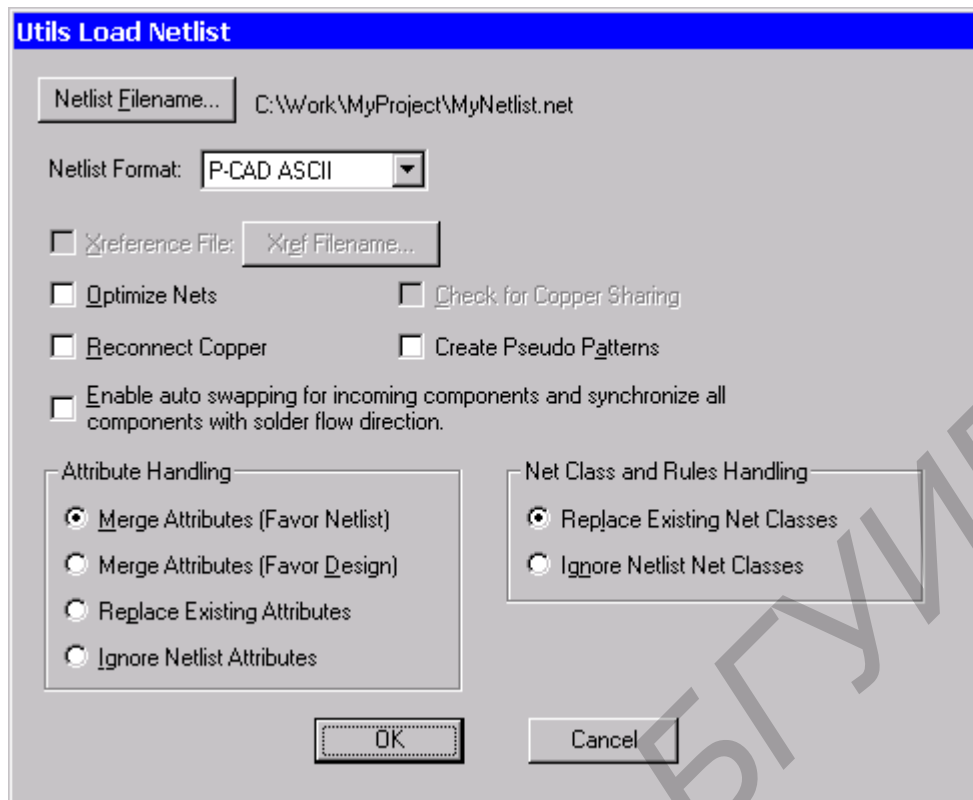 Utils Load Netlist
Netlist Filename... C:\Work\MyProject\MyNetlist.net
Netlist Format: P-CAD ASCII
Xreference File: Xref Filename...
Optimize Nets Check for Copper Sharing
Reconnect Copper Create Pseudo Patterns
Enable auto swapping for incoming components and synchronize all
components with solder flow direction.
Attribute Handling
Merge Attributes (Favor Netlist)
Merge Attributes (Favor Design)
Replace Existing Attributes
Ignore Netlist Attributes
Net Class and Rules Handling
Replace Existing Net Classes
Ignore Netlist Net Classes
OK Cancel